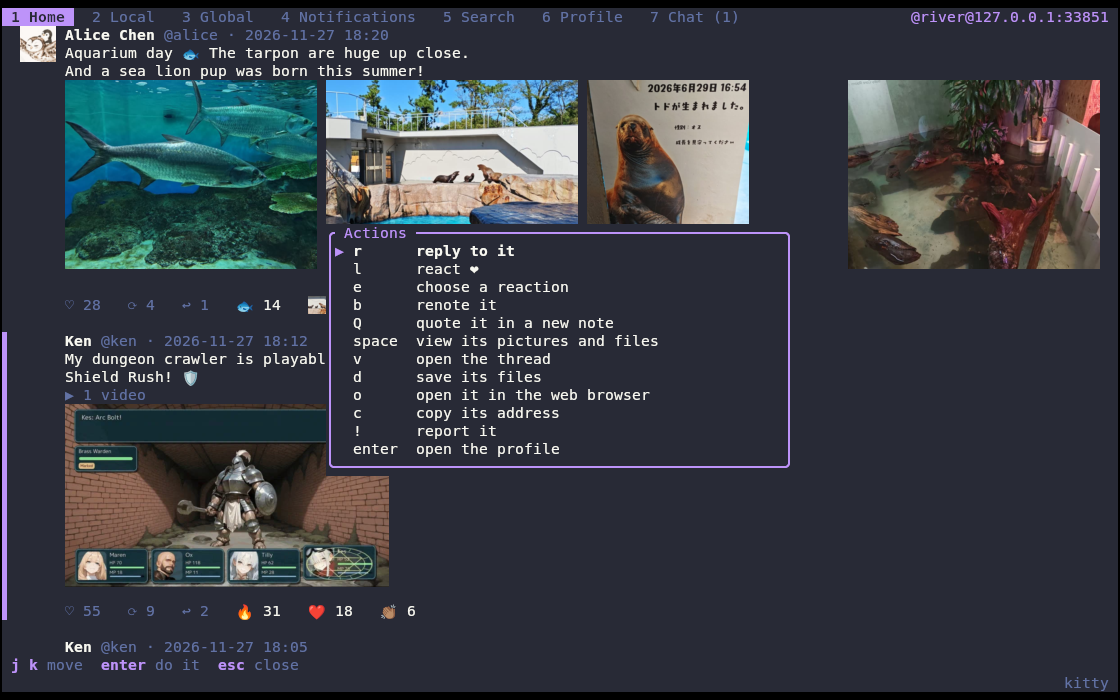 1 Home 2 Local 3 Global 4 Notifications 5 Search 6 Profile 7 Chat (1) @river@127.0.0.1:33851
Alice Chen @alice · 2026-11-27 18:20
Aquarium day 🐟 The tarpon are huge up close.
And a sea lion pup was born this summer!
2026年6月29日 16:54
トドが生まれました。
性別：オス
♡ 28 ⟳ 4 ↩ 1 🐟 14
Actions
▶ r reply to it
l react ❤
e choose a reaction
b renote it
Q quote it in a new note
space view its pictures and files
v open the thread
d save its files
o open it in the web browser
c copy its address
! report it
enter open the profile
Ken @ken · 2026-11-27 18:12
My dungeon crawler is playabl
Shield Rush! 🛡️
▶ 1 video
Kes: Arc Bolt!
Brass Warden
Maren
Ox
Tilly
♡ 55 ⟳ 9 ↩ 2 🔥 31 ❤️ 18 👏🏽 6
Ken @ken · 2026-11-27 18:05
j k move enter do it esc close
kitty